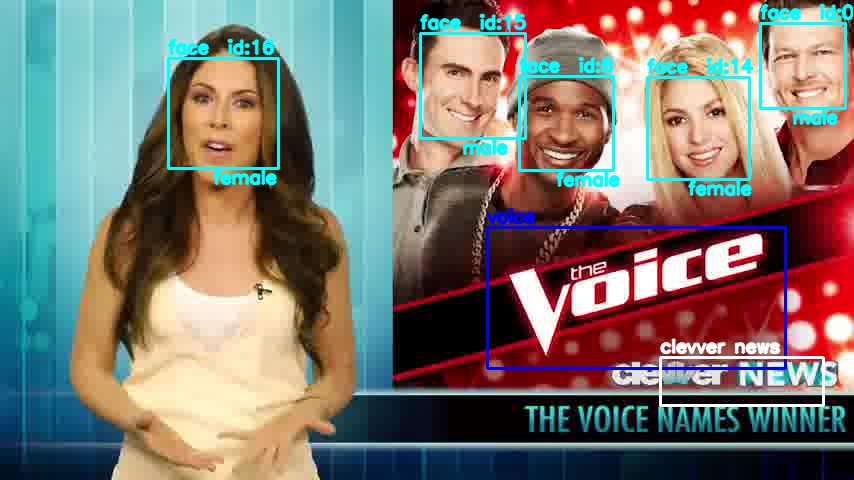 face id:16
female
face id:15
male
face id:6
female
face id:14
female
face id:0
male
voice
the
Voice
clevver news
clevver NEWS
THE VOICE NAMES WINNER